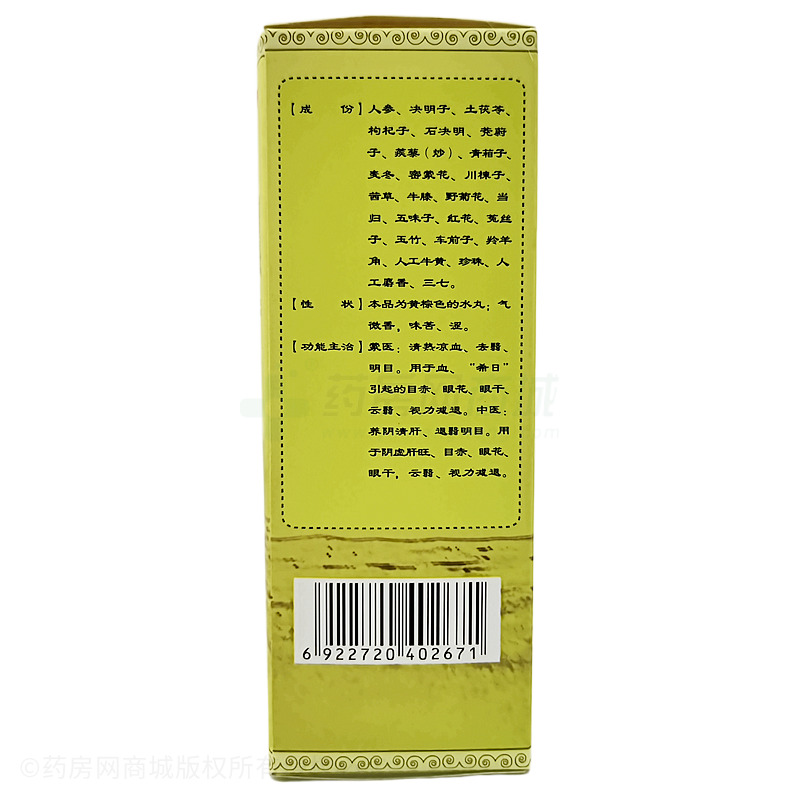 【成 份】人参、决明子、土茯苓、
枸杞子、石决明、茺蔚
子、蒺藜(炒)、青葙子、
麦冬、密蒙花、川楝子、
茜草、牛膝、野菊花、当
归、五味子、红花、菟丝
子、玉竹、车前子、羚羊
角、人工牛黄、珍珠、人
工麝香、三七。
【性 状】本品为黄棕色的水丸；气
微香，味苦、涩。
【功能主治】蒙医：清热凉血、去翳、
明目。用于血、“希日”
引起的目赤、眼花、眼干、
云翳、视力减退。中医：
养阴清肝、退翳明目。用
于阴虚肝旺、目赤、眼花、
眼干，云翳、视力减退。
药房网商城
6 922720 402671
©药房网商城版权所有